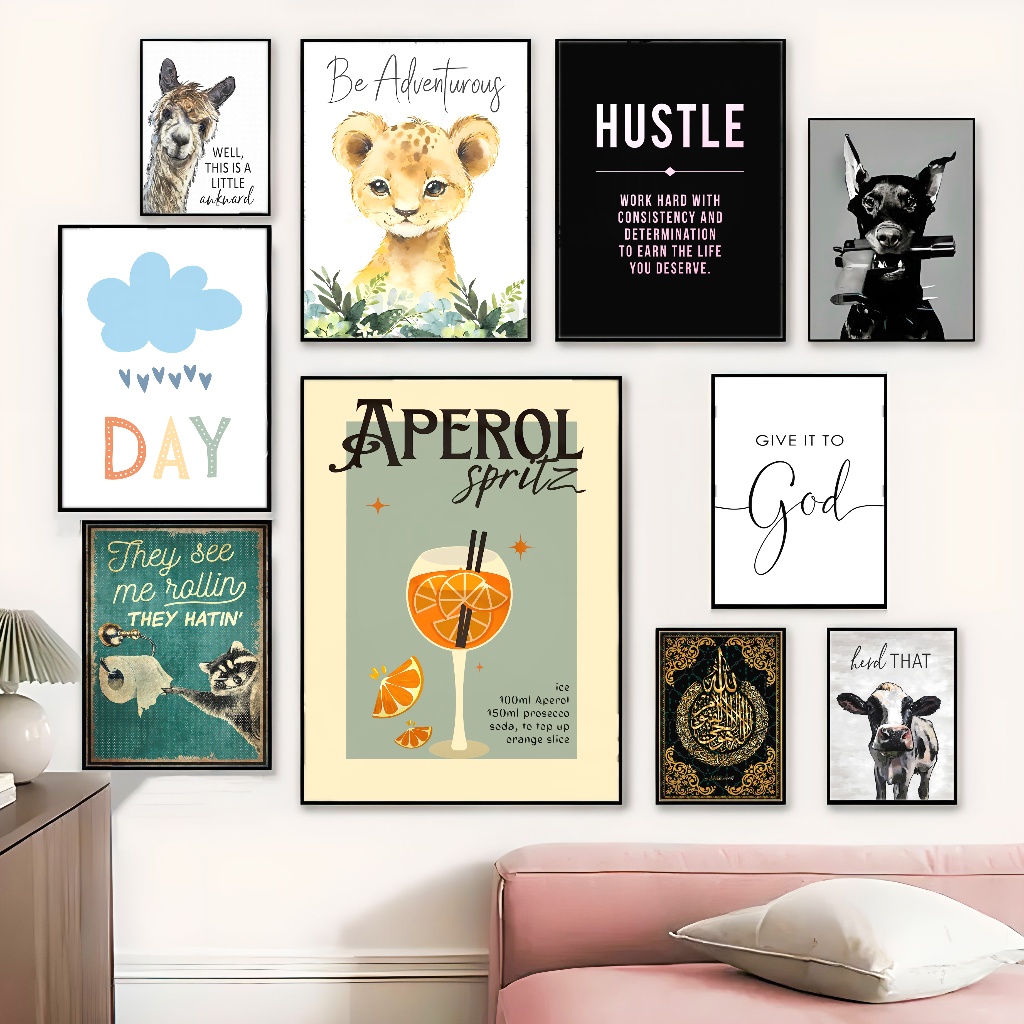 WELL,
THIS IS A
LITTLE
ankward
Be Adventurous
HUSTLE
WORK HARD WITH
CONSISTENCY AND
DETERMINATION
TO EARN THE LIFE
YOU DESERVE.
DAY
APEROL
spritz
ice
100ml Aperol
150ml prosecco
soda, to top up
orange slice
GIVE IT TO
God
They see
me rollin
THEY HATIN'
herd THAT